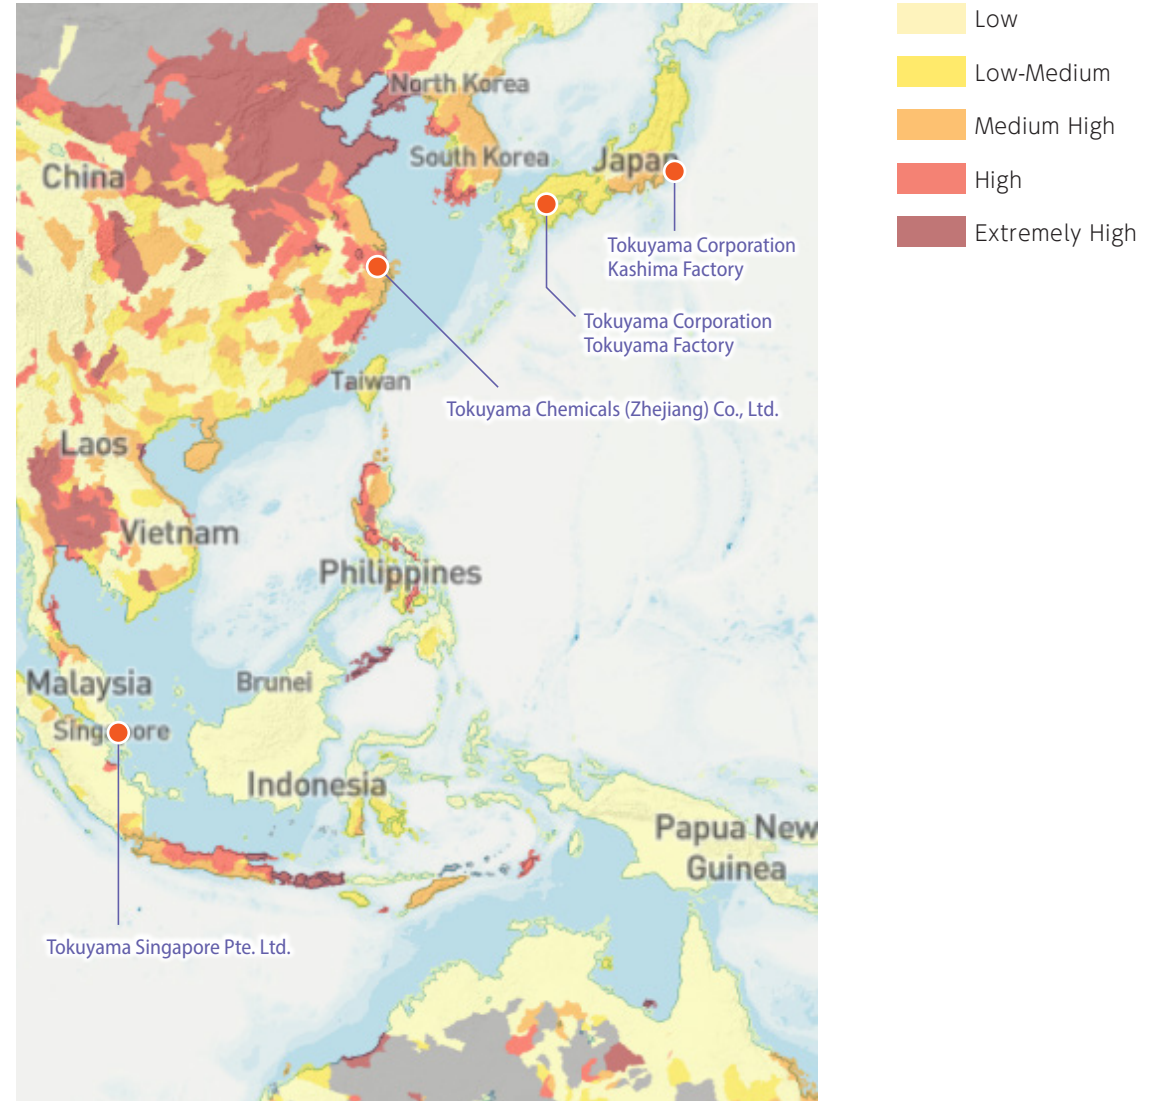 Low
Low-Medium
Medium High
High
Extremely High
North Korea
South Korea
Japan
China
Tokuyama Corporation
Kashima Factory
Tokuyama Corporation
Tokuyama Factory
Taiwan
Tokuyama Chemicals (Zhejiang) Co., Ltd.
Laos
Vietnam
Philippines
Malaysia
Brunei
Singapore
Indonesia
Papua New
Guinea
Tokuyama Singapore Pte. Ltd.